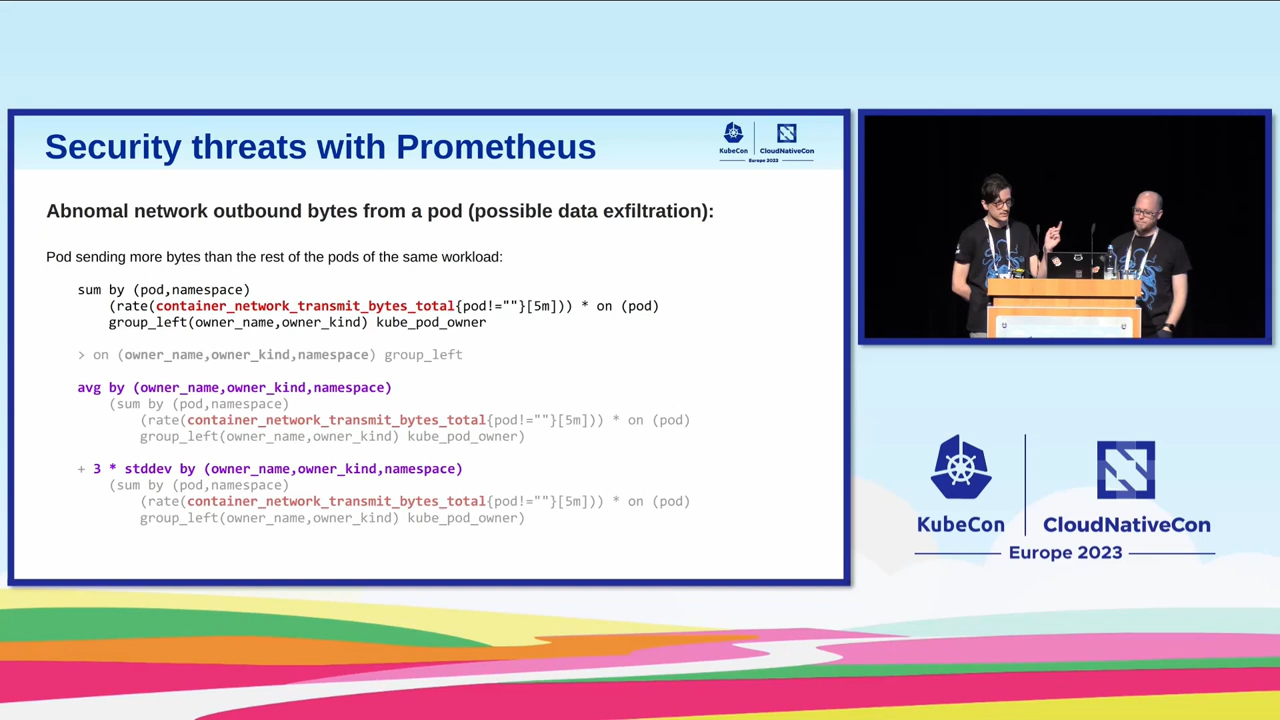 Security threats with Prometheus
KubeCon
CloudNativeCon
Europe 2023
Abnomal network outbound bytes from a pod (possible data exfiltration):
Pod sending more bytes than the rest of the pods of the same workload:
sum by (pod,namespace)
(rate(container_network_transmit_bytes_total{pod!=""}[5m])) * on (pod)
group_left(owner_name,owner_kind) kube_pod_owner
> on (owner_name,owner_kind,namespace) group_left
avg by (owner_name,owner_kind,namespace)
(sum by (pod,namespace)
(rate(container_network_transmit_bytes_total{pod!=""}[5m])) * on (pod)
group_left(owner_name,owner_kind) kube_pod_owner)
+ 3 * stddev by (owner_name,owner_kind,namespace)
(sum by (pod,namespace)
(rate(container_network_transmit_bytes_total{pod!=""}[5m])) * on (pod)
group_left(owner_name,owner_kind) kube_pod_owner)
KubeCon
CloudNativeCon
Europe 2023